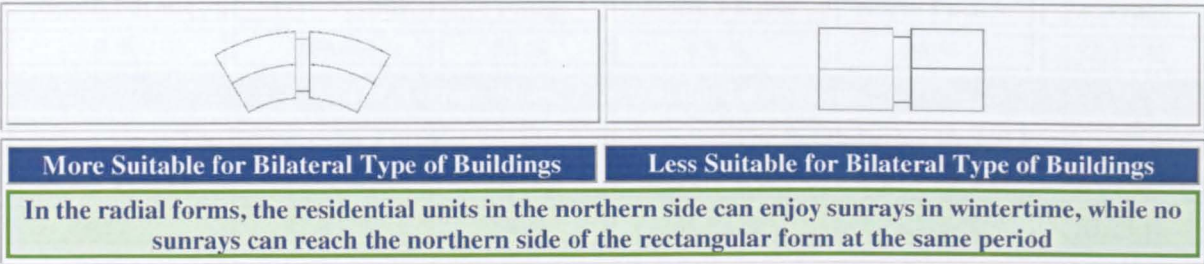 More Suitable for Bilateral Type of Buildings
Less Suitable for Bilateral Type of Buildings
In the radial forms, the residential units in the northern side can enjoy sunrays in wintertime, while no
sunrays can reach the northern side of the rectangular form at the same period